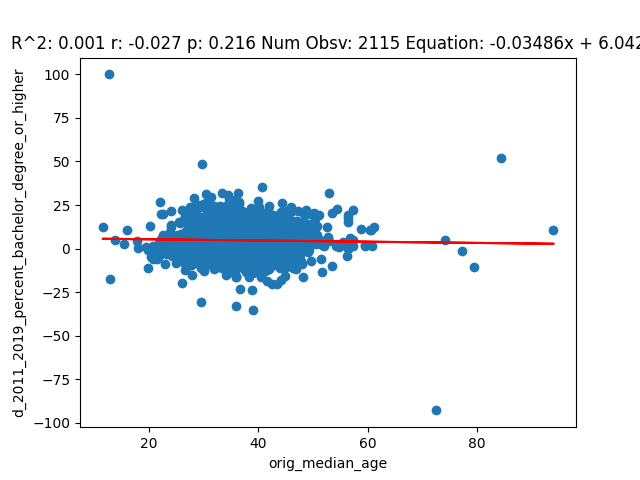 R^2: 0.001 r: -0.027 p: 0.216 Num Obsv: 2115 Equation: -0.03486x + 6.042
100
75
50
25
0
−25
−50
−75
−100
d_2011_2019_percent_bachelor_degree_or_higher
20 40 60 80
orig_median_age